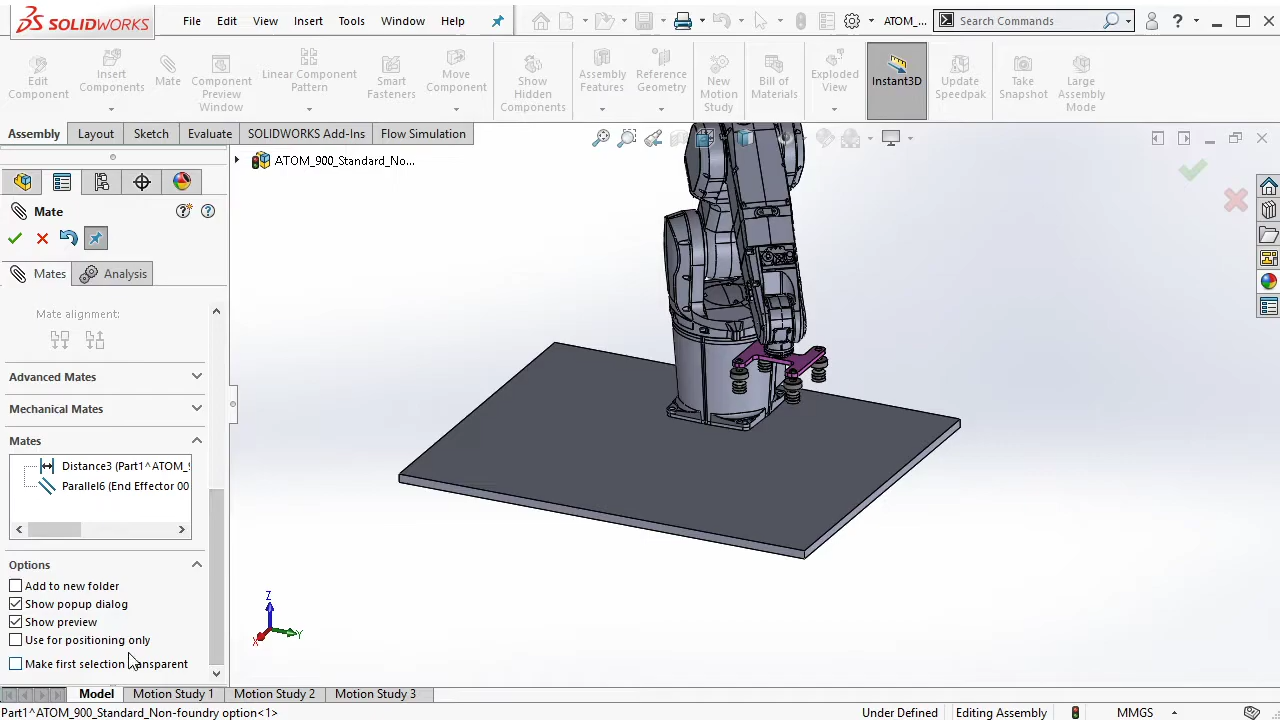 SOLIDWORKS File Edit View Insert Tools Window Help ATOM_... Search Commands ?
Edit Component
Insert Components
Mate
Component Preview Window
Linear Component Pattern
Smart Fasteners
Move Component
Show Hidden Components
Assembly Features
Reference Geometry
New Motion Study
Bill of Materials
Exploded View
Instant3D
Update Speedpak
Take Snapshot
Large Assembly Mode
Assembly Layout Sketch Evaluate SOLIDWORKS Add-Ins Flow Simulation
ATOM_900_Standard_No...
Mate
Mates Analysis
Mate alignment:
Advanced Mates
Mechanical Mates
Mates
Distance3 (Part1^ATOM_
Parallel6 (End Effector 00
Options
Add to new folder
Show popup dialog
Show preview
Use for positioning only
Make first selection transparent
Z
Y
X
Model Motion Study 1 Motion Study 2 Motion Study 3
Part1^ATOM_900_Standard_Non-foundry option<1> Under Defined Editing Assembly MMGS